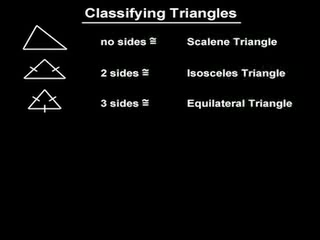 Classifying Triangles
no sides ≅ Scalene Triangle
2 sides ≅ Isosceles Triangle
3 sides ≅ Equilateral Triangle